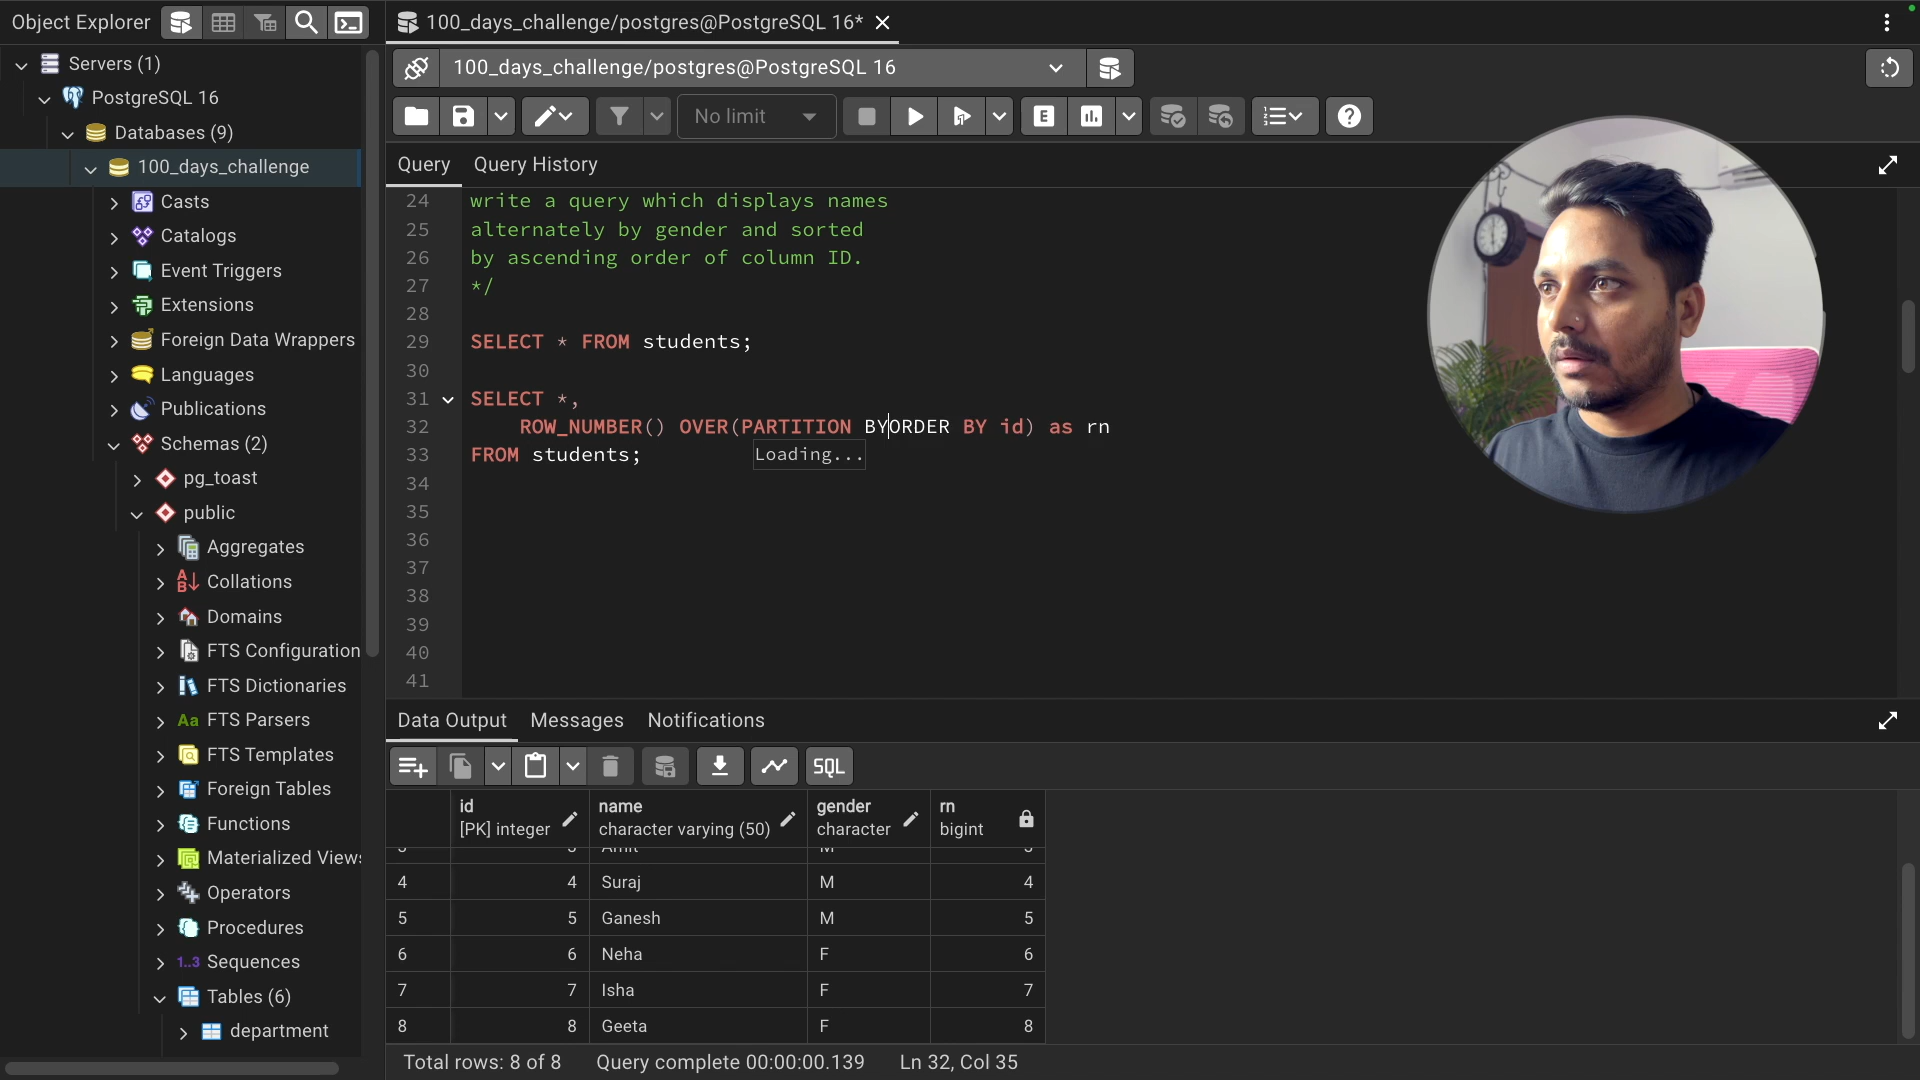 Object Explorer
100_days_challenge/postgres@PostgreSQL 16*
Servers (1)
PostgreSQL 16
Databases (9)
100_days_challenge
Casts
Catalogs
Event Triggers
Extensions
Foreign Data Wrappers
Languages
Publications
Schemas (2)
pg_toast
public
Aggregates
Collations
Domains
FTS Configuration
FTS Dictionaries
Aa FTS Parsers
FTS Templates
Foreign Tables
Functions
Materialized Views
Operators
Procedures
1..3 Sequences
Tables (6)
department
100_days_challenge/postgres@PostgreSQL 16
No limit
E
Query Query History
24 write a query which displays names
25 alternately by gender and sorted
26 by ascending order of column ID.
27 */
28
29 SELECT * FROM students;
30
31 SELECT *,
32 ROW_NUMBER() OVER(PARTITION BYORDER BY id) as rn
33 FROM students;
Loading...
34
35
36
37
38
39
40
41
Data Output Messages Notifications
SQL
id name gender rn
[PK] integer character varying (50) character bigint
3 3 Amit M 3
4 4 Suraj M 4
5 5 Ganesh M 5
6 6 Neha F 6
7 7 Isha F 7
8 8 Geeta F 8
Total rows: 8 of 8 Query complete 00:00:00.139 Ln 32, Col 35